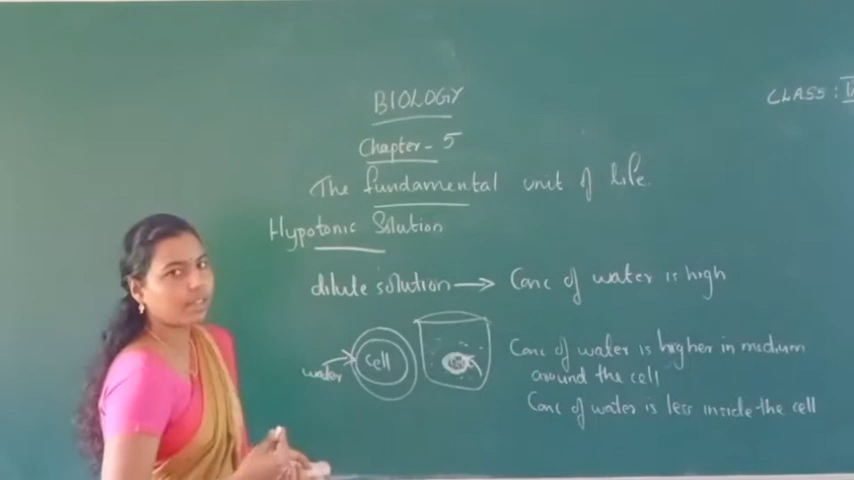 BIOLOGY
CLASS :
Chapter - 5
The fundamental unit of life
Hypotonic Solution
dilute solution → Conc of water is high
water → cell
Conc of water is higher in medium
around the cell
Conc of water is less inside the cell